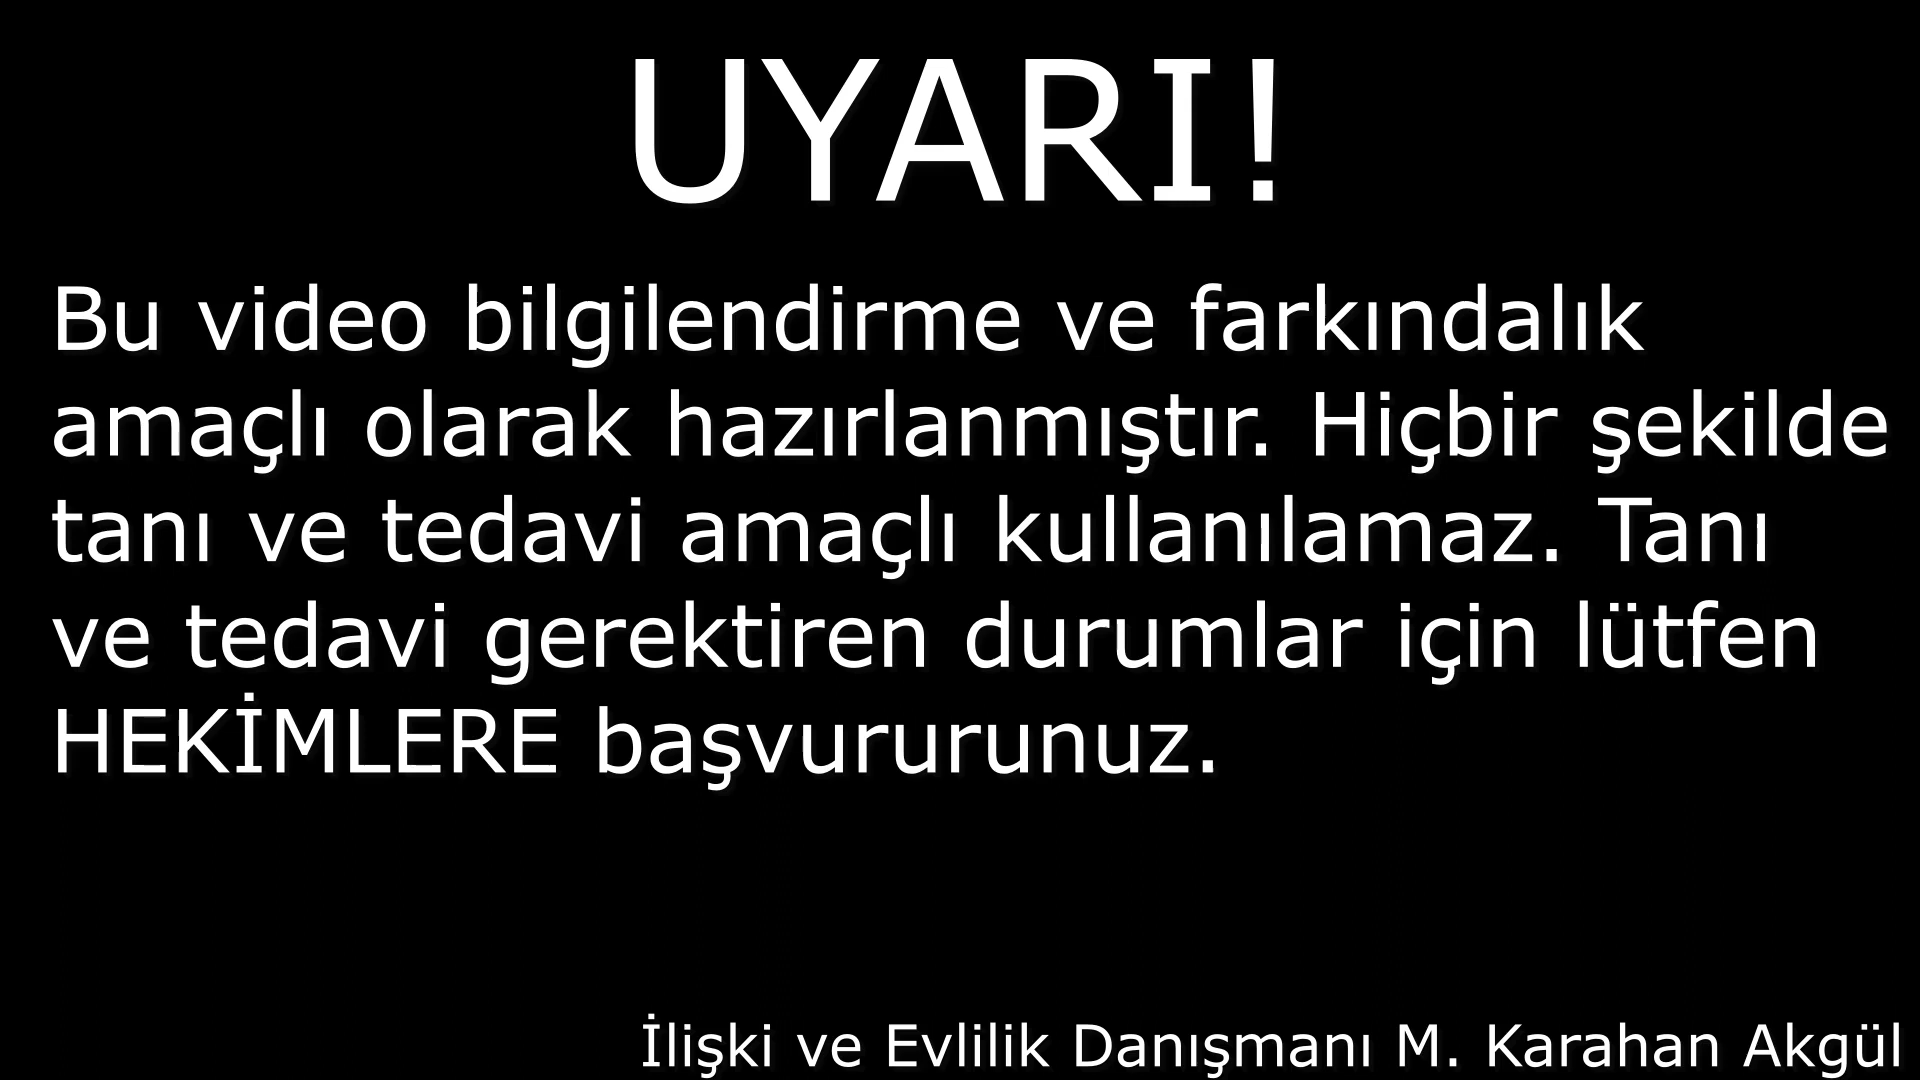 UYARI!
Bu video bilgilendirme ve farkındalık
amaçlı olarak hazırlanmıştır. Hiçbir şekilde
tanı ve tedavi amaçlı kullanılamaz. Tanı
ve tedavi gerektiren durumlar için lütfen
HEKİMLERE başvururunuz.
İlişki ve Evlilik Danışmanı M. Karahan Akgül